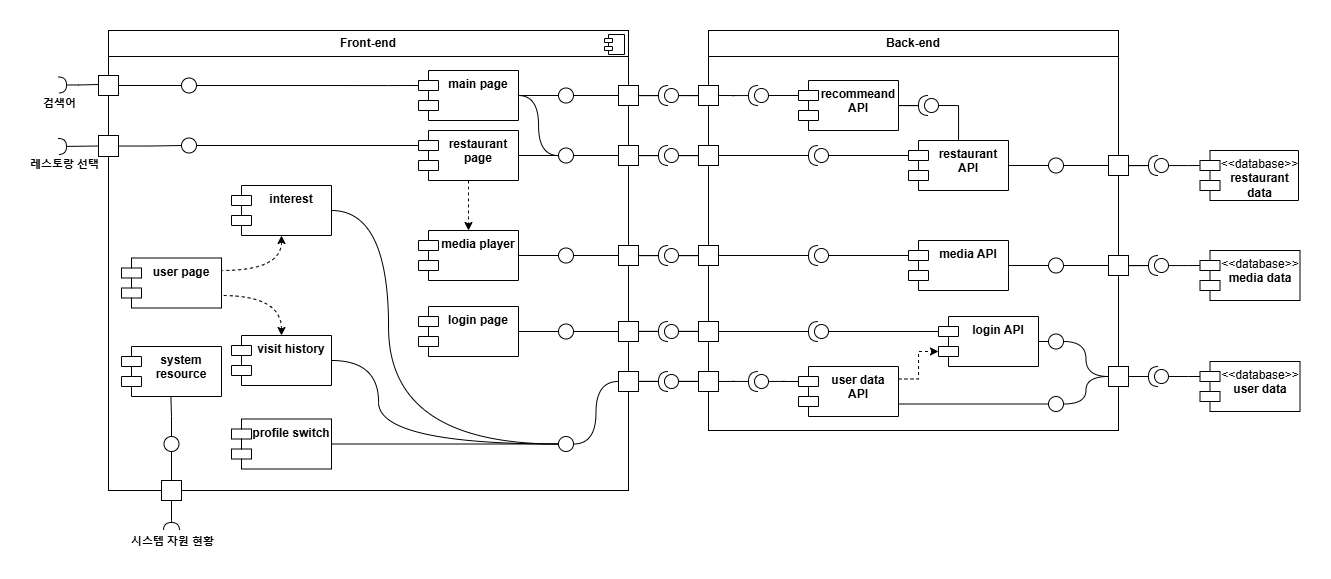 Front-end
Back-end
검색어
main page
recommeand
API
레스토랑 선택
restaurant
page
restaurant
API
<<database>>
restaurant
data
interest
user page
media player
media API
<<database>>
media data
visit history
system
resource
login page
login API
user data
API
<<database>>
user data
profile switch
시스템 자원 현황